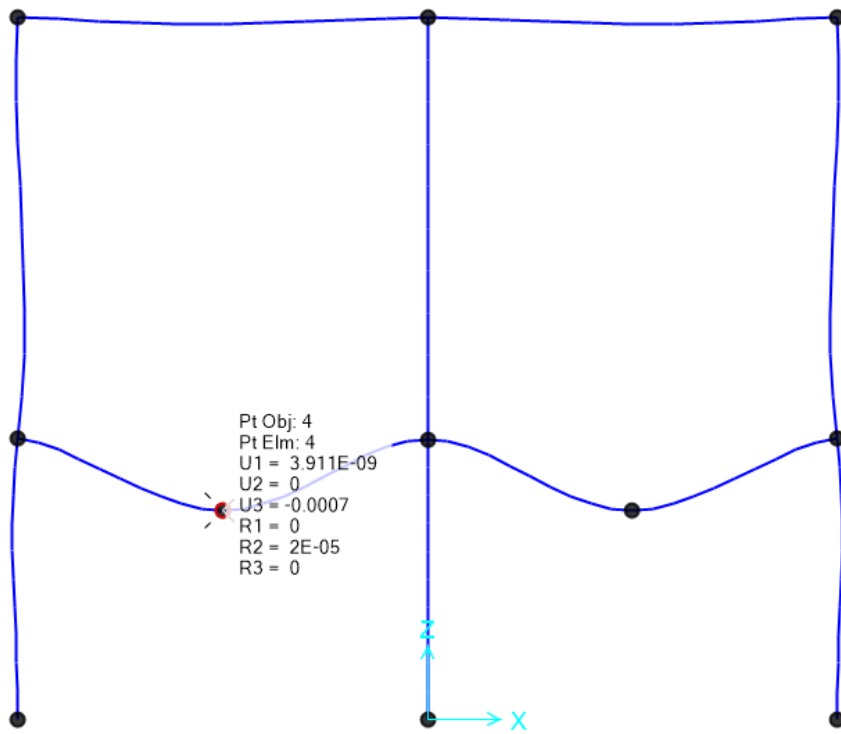 Pt Obj: 4
Pt Elm: 4
U1 = 3.911E-09
U2 = 0
U3 = -0.0007
R1 = 0
R2 = 2E-05
R3 = 0
Z
X